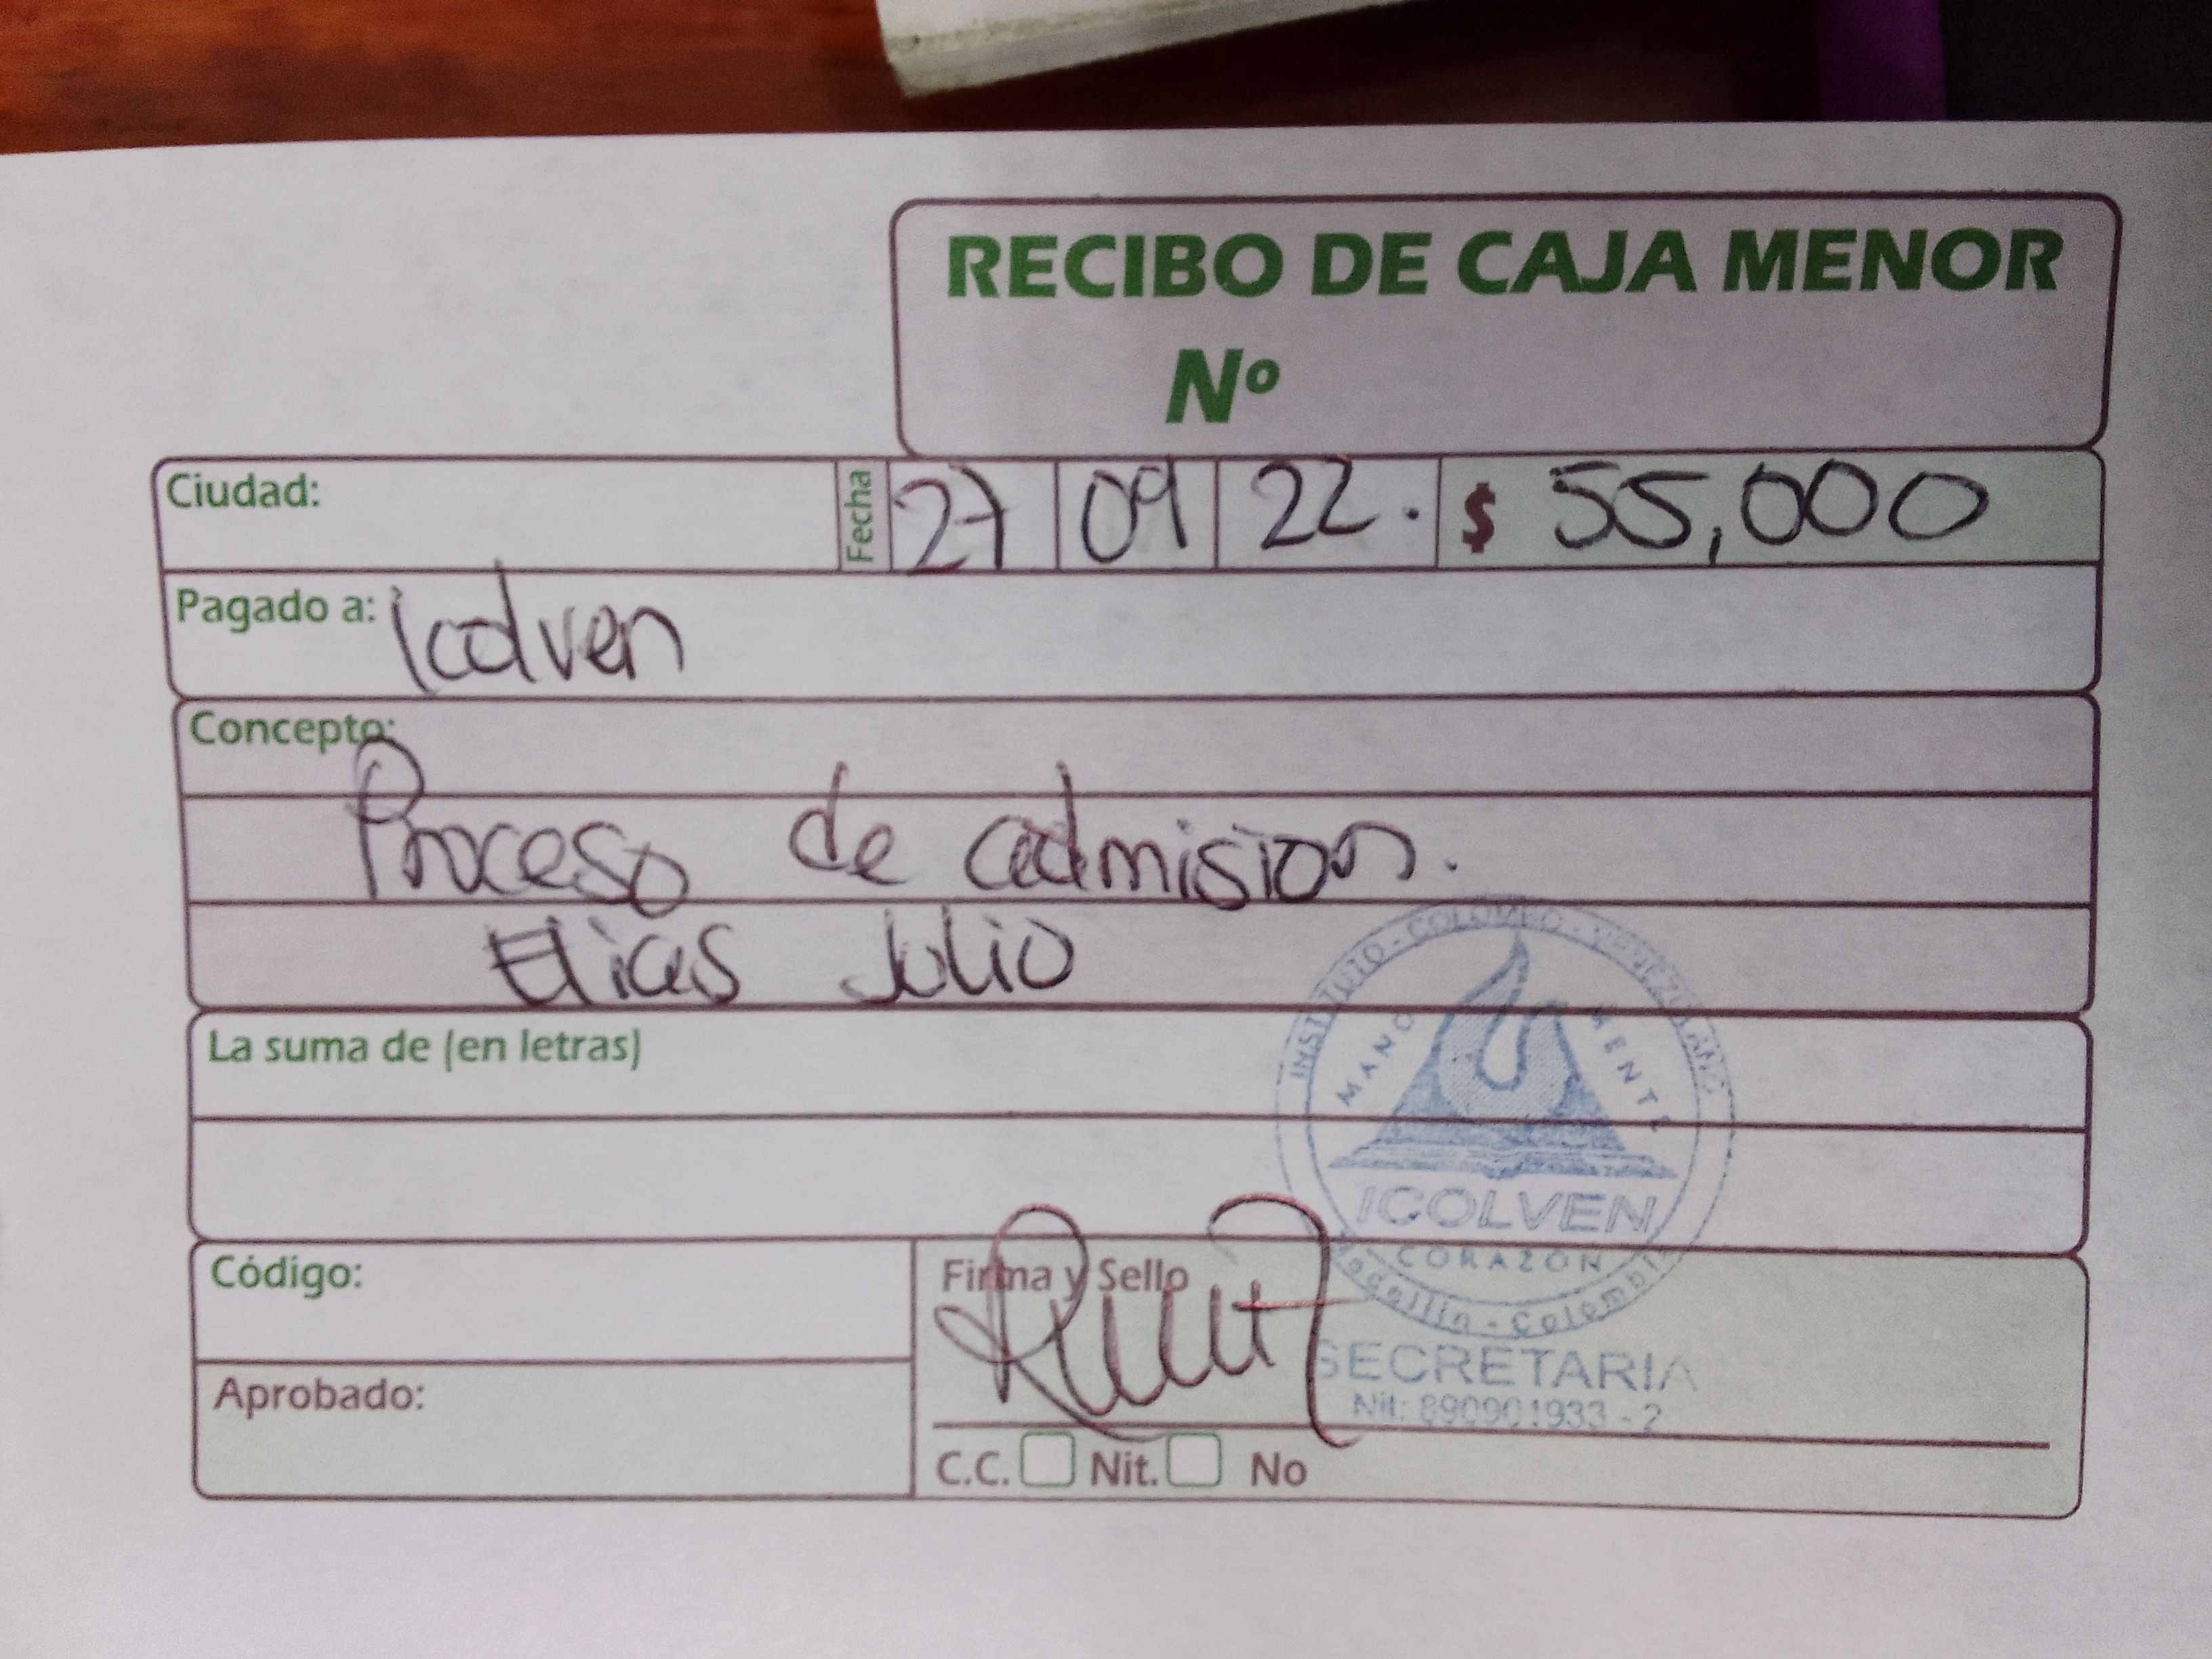 RECIBO DE CAJA MENOR
Nº
Ciudad:
Fecha 27 09 22. $ 55,000
Pagado a: Icolven
Concepto:
Proceso de admision.
Elias Julio
La suma de (en letras)
INSTITUTO - COLOMBO - VENEZOLANO
MANO MENTE
ICOLVEN
CORAZÓN
Medellín - Colombia
SECRETARIA
Nit: 890901933 - 2
Código:
Firma y Sello
Aprobado:
C.C. Nit. No